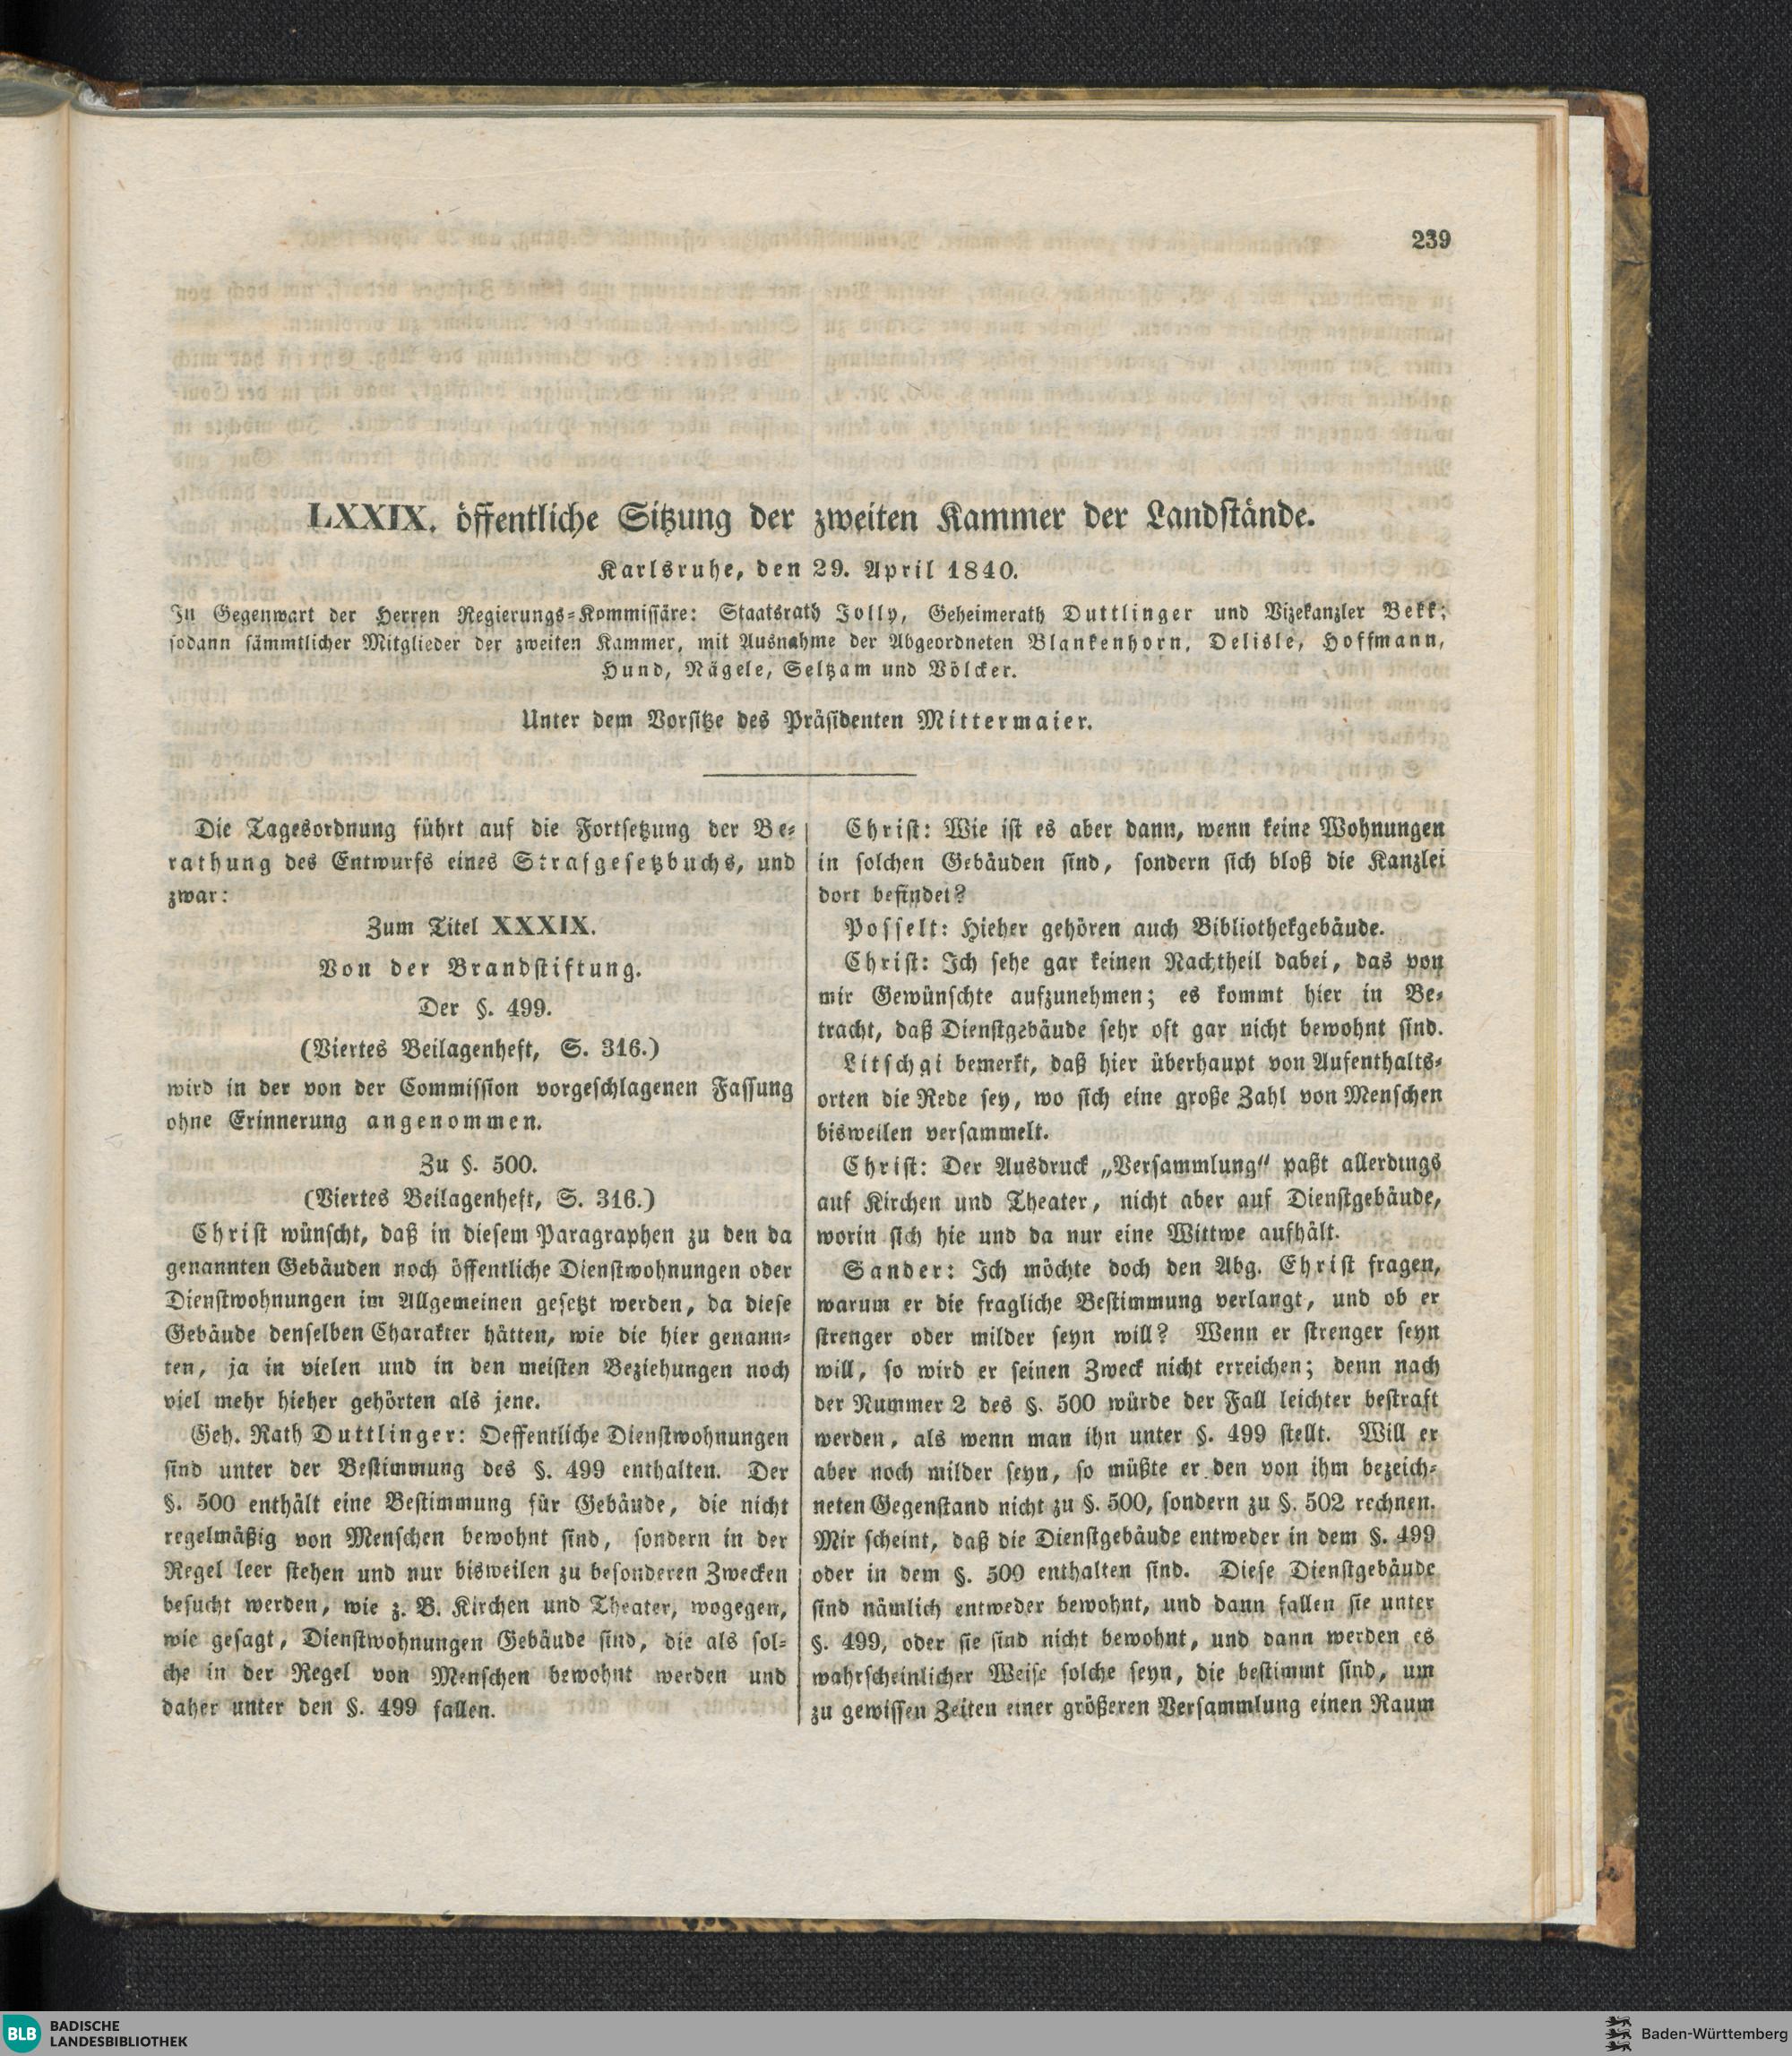 239
LXXIX. öffentliche Sitzung der zweiten Kammer der Landstände.
Karlsruhe, den 29. April 1840.
In Gegenwart der Herren Regierungs-Kommissäre: Staatsrath Jolly, Geheimerath Duttlinger und Vizekanzler Bekk;
sodann sämmtlicher Mitglieder der zweiten Kammer, mit Ausnahme der Abgeordneten Blankenhorn, Delisle, Hoffmann,
Hund, Nägele, Seltzam und Völcker.
Unter dem Vorsitze des Präsidenten Mittermaier.
Die Tagesordnung führt auf die Fortsetzung der Be-
rathung des Entwurfs eines Strafgesetzbuchs, und
zwar:
Zum Titel XXXIX.
Von der Brandstiftung.
Der §. 499.
(Viertes Beilagenheft, S. 316.)
wird in der von der Commission vorgeschlagenen Fassung
ohne Erinnerung angenommen.
Zu §. 500.
(Viertes Beilagenheft, S. 316.)
Christ wünscht, daß in diesem Paragraphen zu den da
genannten Gebäuden noch öffentliche Dienstwohnungen oder
Dienstwohnungen im Allgemeinen gesetzt werden, da diese
Gebäude denselben Charakter hätten, wie die hier genann-
ten, ja in vielen und in den meisten Beziehungen noch
viel mehr hieher gehörten als jene.
Geh. Rath Duttlinger: Oeffentliche Dienstwohnungen
sind unter der Bestimmung des §. 499 enthalten. Der
§. 500 enthält eine Bestimmung für Gebäude, die nicht
regelmäßig von Menschen bewohnt sind, sondern in der
Regel leer stehen und nur bisweilen zu besonderen Zwecken
besucht werden, wie z. B. Kirchen und Theater, wogegen,
wie gesagt, Dienstwohnungen Gebäude sind, die als sol-
che in der Regel von Menschen bewohnt werden und
daher unter den §. 499 fallen.
Christ: Wie ist es aber dann, wenn keine Wohnungen
in solchen Gebäuden sind, sondern sich bloß die Kanzlei
dort befindet?
Posselt: Hieher gehören auch Bibliothekgebäude.
Christ: Ich sehe gar keinen Nachtheil dabei, das von
mir Gewünschte aufzunehmen; es kommt hier in Be-
tracht, daß Dienstgebäude sehr oft gar nicht bewohnt sind.
Litschgi bemerkt, daß hier überhaupt von Aufenthalts-
orten die Rede sey, wo sich eine große Zahl von Menschen
bisweilen versammelt.
Christ: Der Ausdruck „Versammlung“ paßt allerdings
auf Kirchen und Theater, nicht aber auf Dienstgebäude,
worin sich hie und da nur eine Wittwe aufhält.
Sander: Ich möchte doch den Abg. Christ fragen,
warum er die fragliche Bestimmung verlangt, und ob er
strenger oder milder seyn will? Wenn er strenger seyn
will, so wird er seinen Zweck nicht erreichen; denn nach
der Nummer 2 des §. 500 würde der Fall leichter bestraft
werden, als wenn man ihn unter §. 499 stellt. Will er
aber noch milder seyn, so müßte er den von ihm bezeich-
neten Gegenstand nicht zu §. 500, sondern zu §. 502 rechnen.
Mir scheint, daß die Dienstgebäude entweder in dem §. 499
oder in dem §. 500 enthalten sind. Diese Dienstgebäude
sind nämlich entweder bewohnt, und dann fallen sie unter
§. 499, oder sie sind nicht bewohnt, und dann werden es
wahrscheinlicher Weise solche seyn, die bestimmt sind, um
zu gewissen Zeiten einer größeren Versammlung einen Raum
BLB BADISCHE
LANDESBIBLIOTHEK
Baden-Württemberg